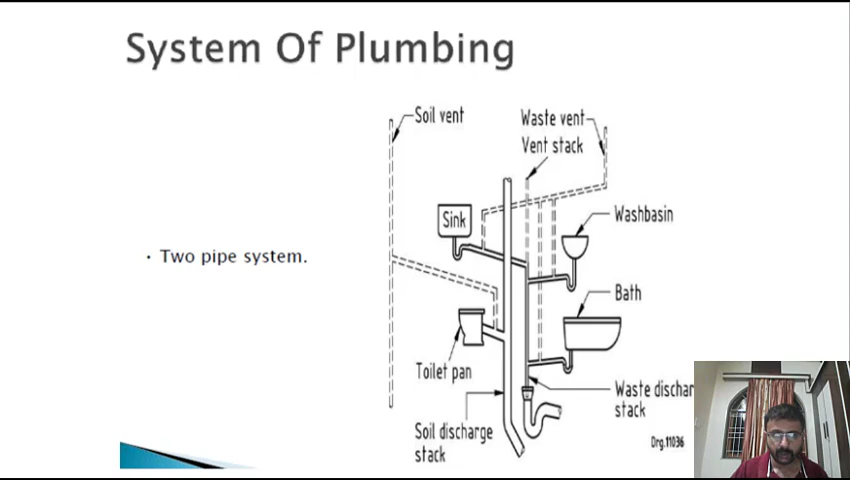 System Of Plumbing
• Two pipe system.
Soil vent
Waste vent
Vent stack
Sink
Washbasin
Bath
Toilet pan
Waste dischar
stack
Soil discharge
stack
Drg.11036